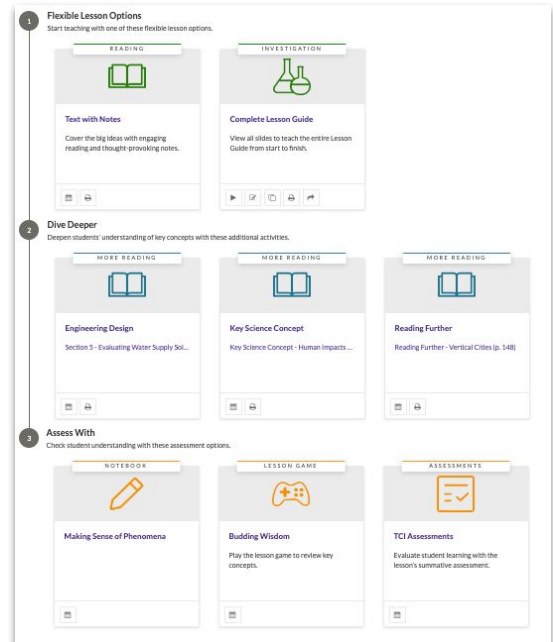 1
Flexible Lesson Options
Start teaching with one of these flexible lesson options.
READING
Text with Notes
Cover the big ideas with engaging
reading and thought-provoking notes.
INVESTIGATION
Complete Lesson Guide
View all slides to teach the entire Lesson
Guide from start to finish.
2
Dive Deeper
Deepen students' understanding of key concepts with these additional activities.
MORE READING
Engineering Design
Section 5 - Evaluating Water Supply Sol...
MORE READING
Key Science Concept
Key Science Concept - Human Impacts ...
MORE READING
Reading Further
Reading Further - Vertical Cities (p. 148)
3
Assess With
Check student understanding with these assessment options.
NOTEBOOK
Making Sense of Phenomena
LESSON GAME
Budding Wisdom
Play the lesson game to review key
concepts.
ASSESSMENTS
TCI Assessments
Evaluate student learning with the
lesson's summative assessment.